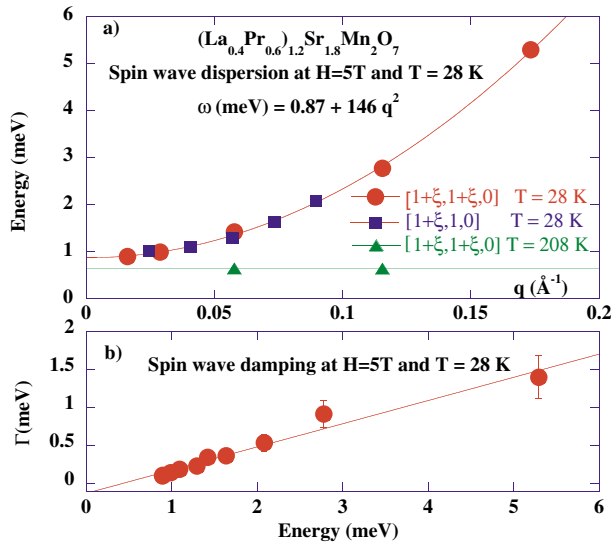 a)
(La0.4Pr0.6)1.2Sr1.8Mn2O7
Spin wave dispersion at H=5T and T = 28 K
ω (meV) = 0.87 + 146 q²
Energy (meV)
6
5
4
3
2
1
0
[1+ξ,1+ξ,0] T = 28 K
[1+ξ,1,0] T = 28 K
[1+ξ,1+ξ,0] T = 208 K
q (Å⁻¹)
0 0.05 0.1 0.15 0.2
b)
Spin wave damping at H=5T and T = 28 K
Γ(meV)
2
1.5
1
0.5
0
0 1 2 3 4 5 6
Energy (meV)